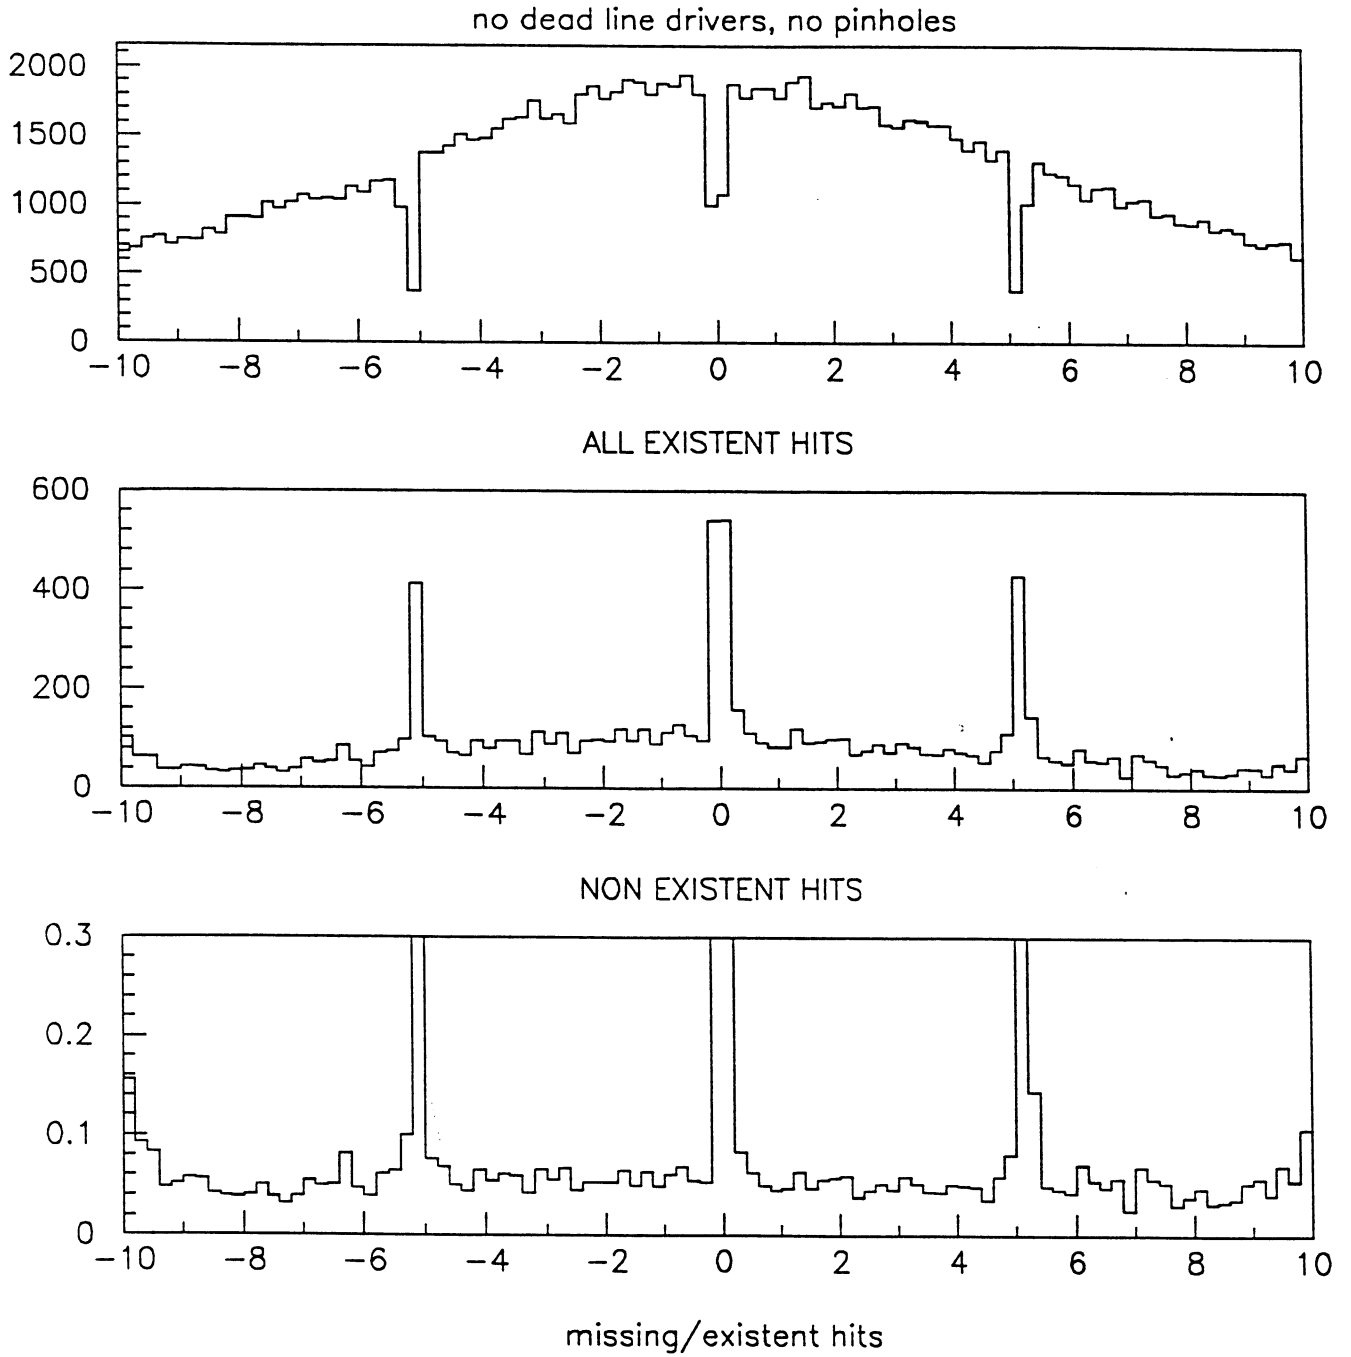 no dead line drivers, no pinholes
2000
1500
1000
500
0
−10 −8 −6 −4 −2 0 2 4 6 8 10
ALL EXISTENT HITS
600
400
200
0
−10 −8 −6 −4 −2 0 2 4 6 8 10
NON EXISTENT HITS
0.3
0.2
0.1
0
−10 −8 −6 −4 −2 0 2 4 6 8 10
missing/existent hits